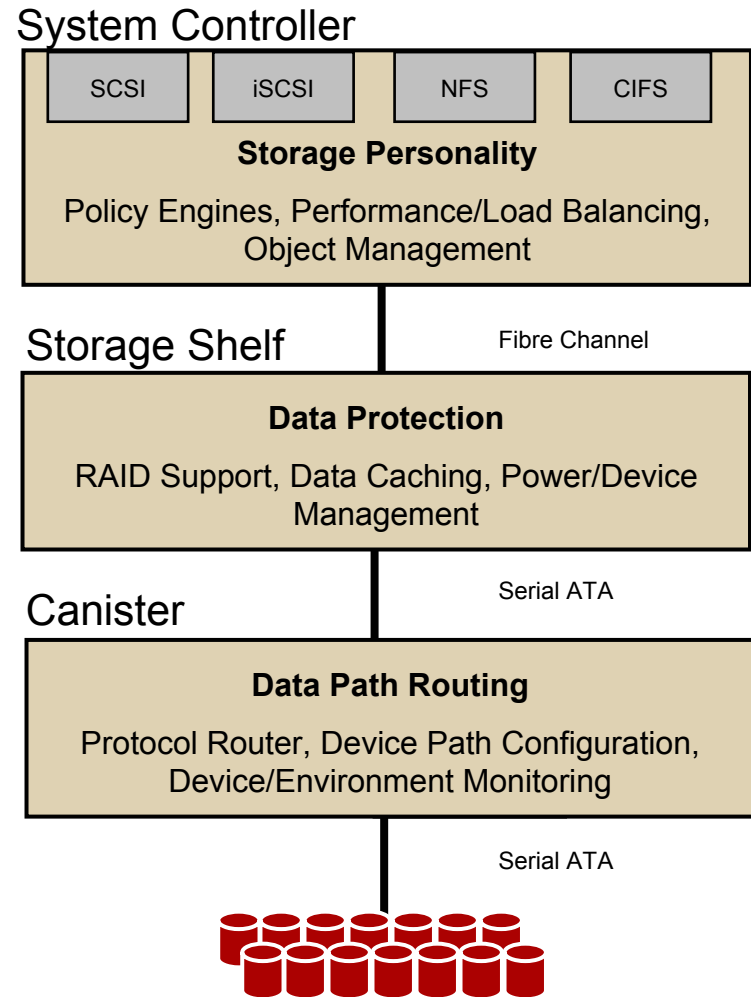 System Controller
SCSI
iSCSI
NFS
CIFS
Storage Personality
Policy Engines, Performance/Load Balancing,
Object Management
Fibre Channel
Storage Shelf
Data Protection
RAID Support, Data Caching, Power/Device
Management
Serial ATA
Canister
Data Path Routing
Protocol Router, Device Path Configuration,
Device/Environment Monitoring
Serial ATA